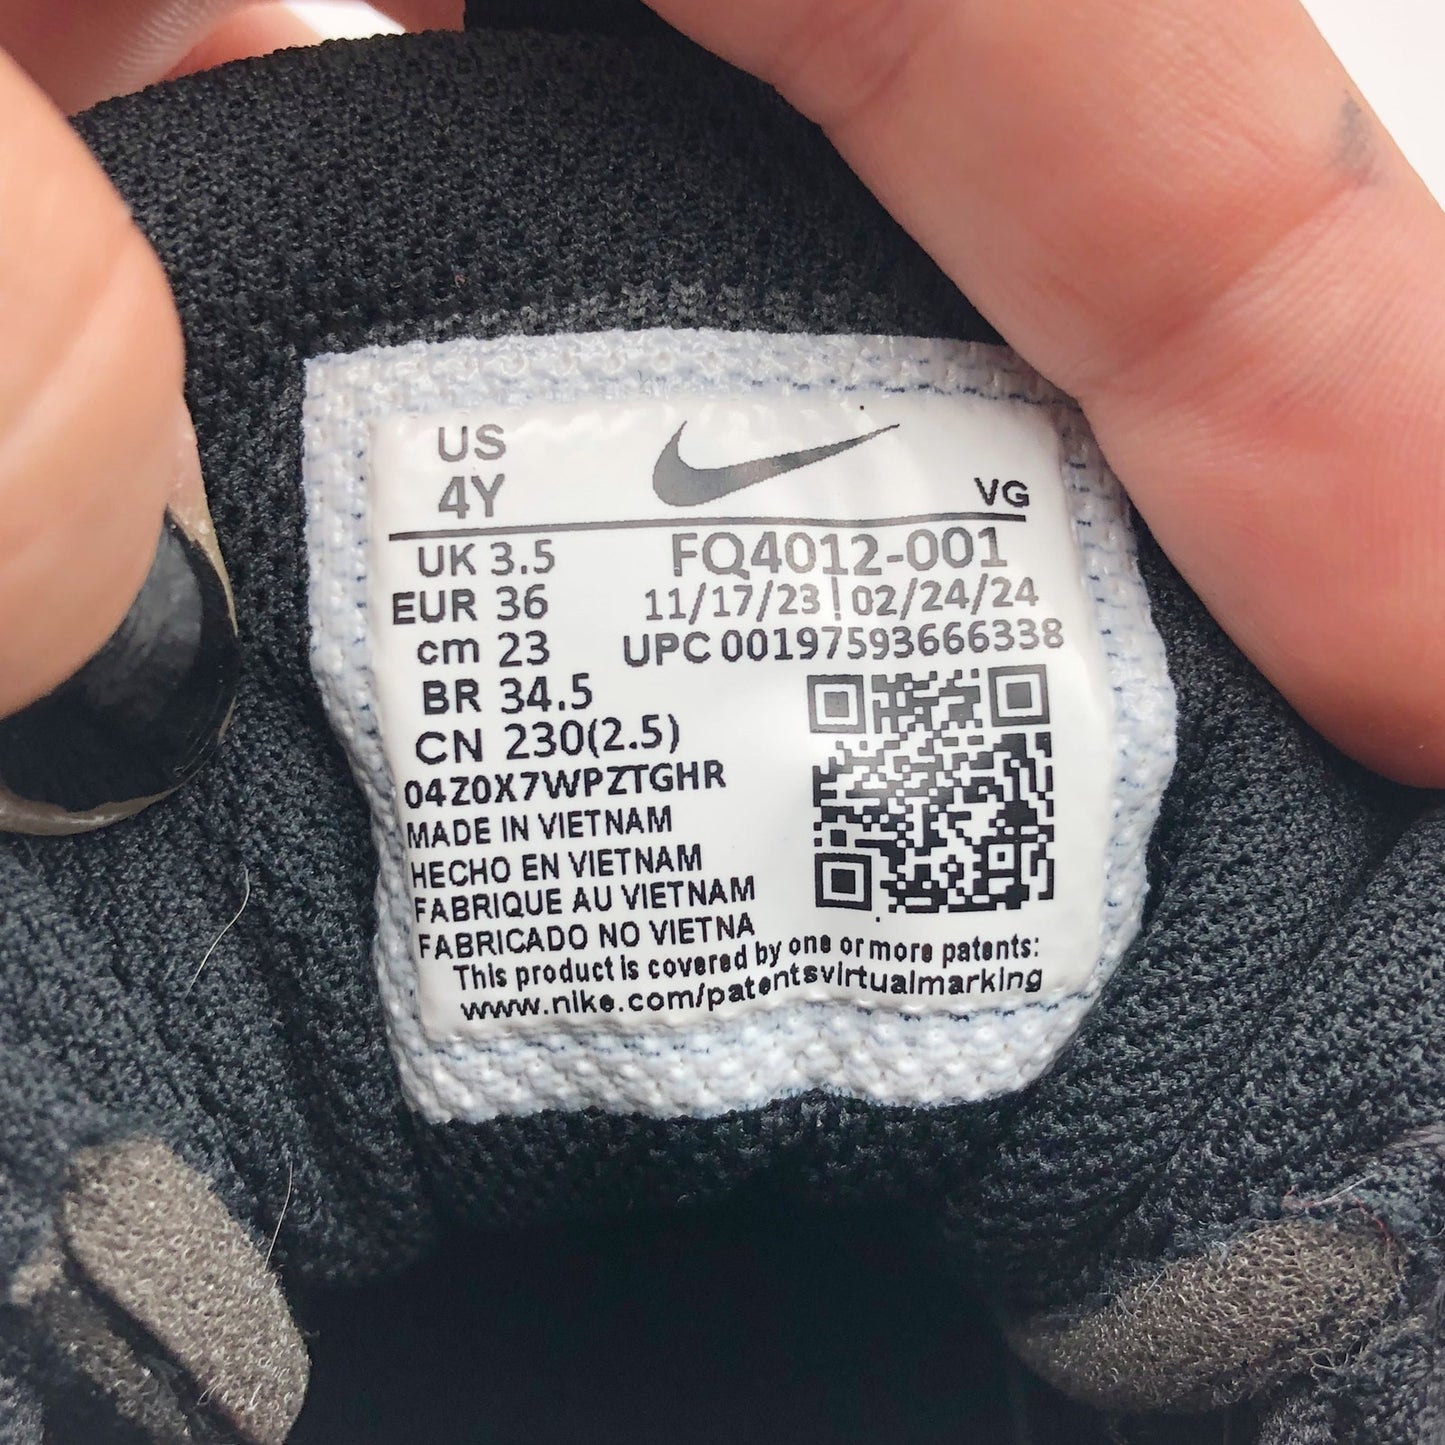 US
4Y
VG
UK 3.5
EUR 36
cm 23
BR 34.5
CN 230(2.5)
FQ4012-001
11/17/23 | 02/24/24
UPC 00197593666338
04Z0X7WPZTGHR
MADE IN VIETNAM
HECHO EN VIETNAM
FABRIQUE AU VIETNAM
FABRICADO NO VIETNA
This product is covered by one or more patents:
www.nike.com/patentsvirtualmarking